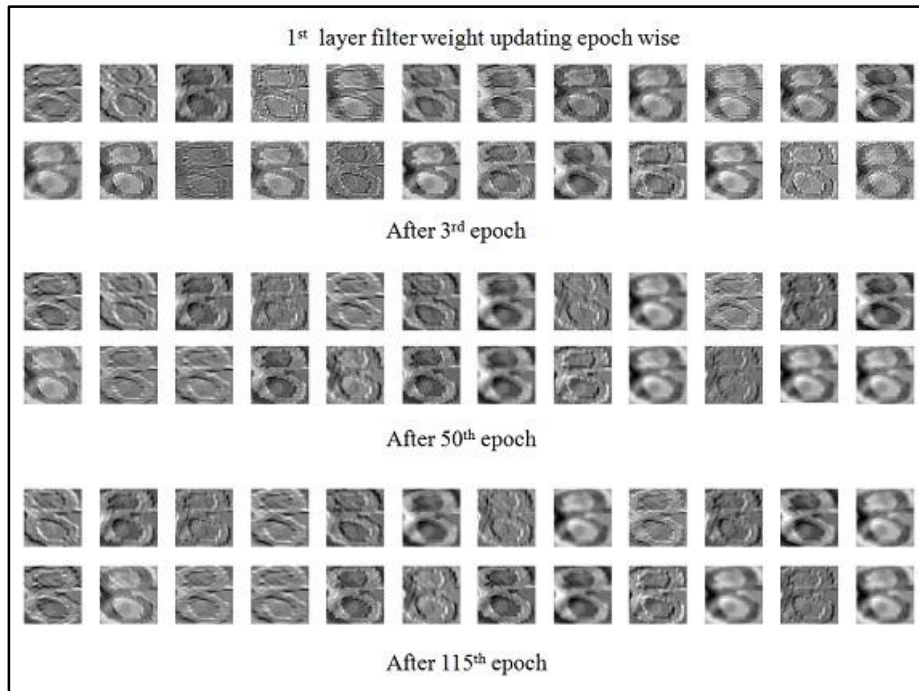 1st layer filter weight updating epoch wise
After 3rd epoch
After 50th epoch
After 115th epoch